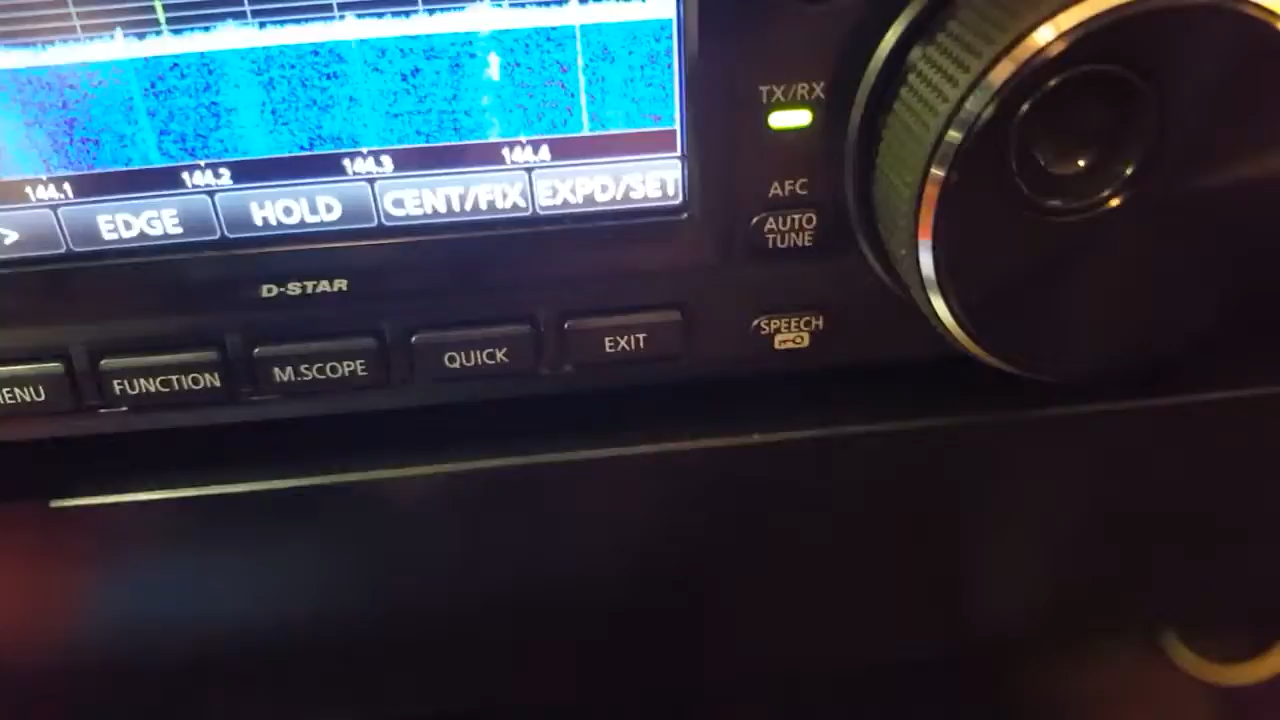 TX/RX
144.1 144.2 144.3 144.4
> EDGE HOLD CENT/FIX EXPD/SET
AFC
AUTO
TUNE
D-STAR
SPEECH
MENU FUNCTION M.SCOPE QUICK EXIT